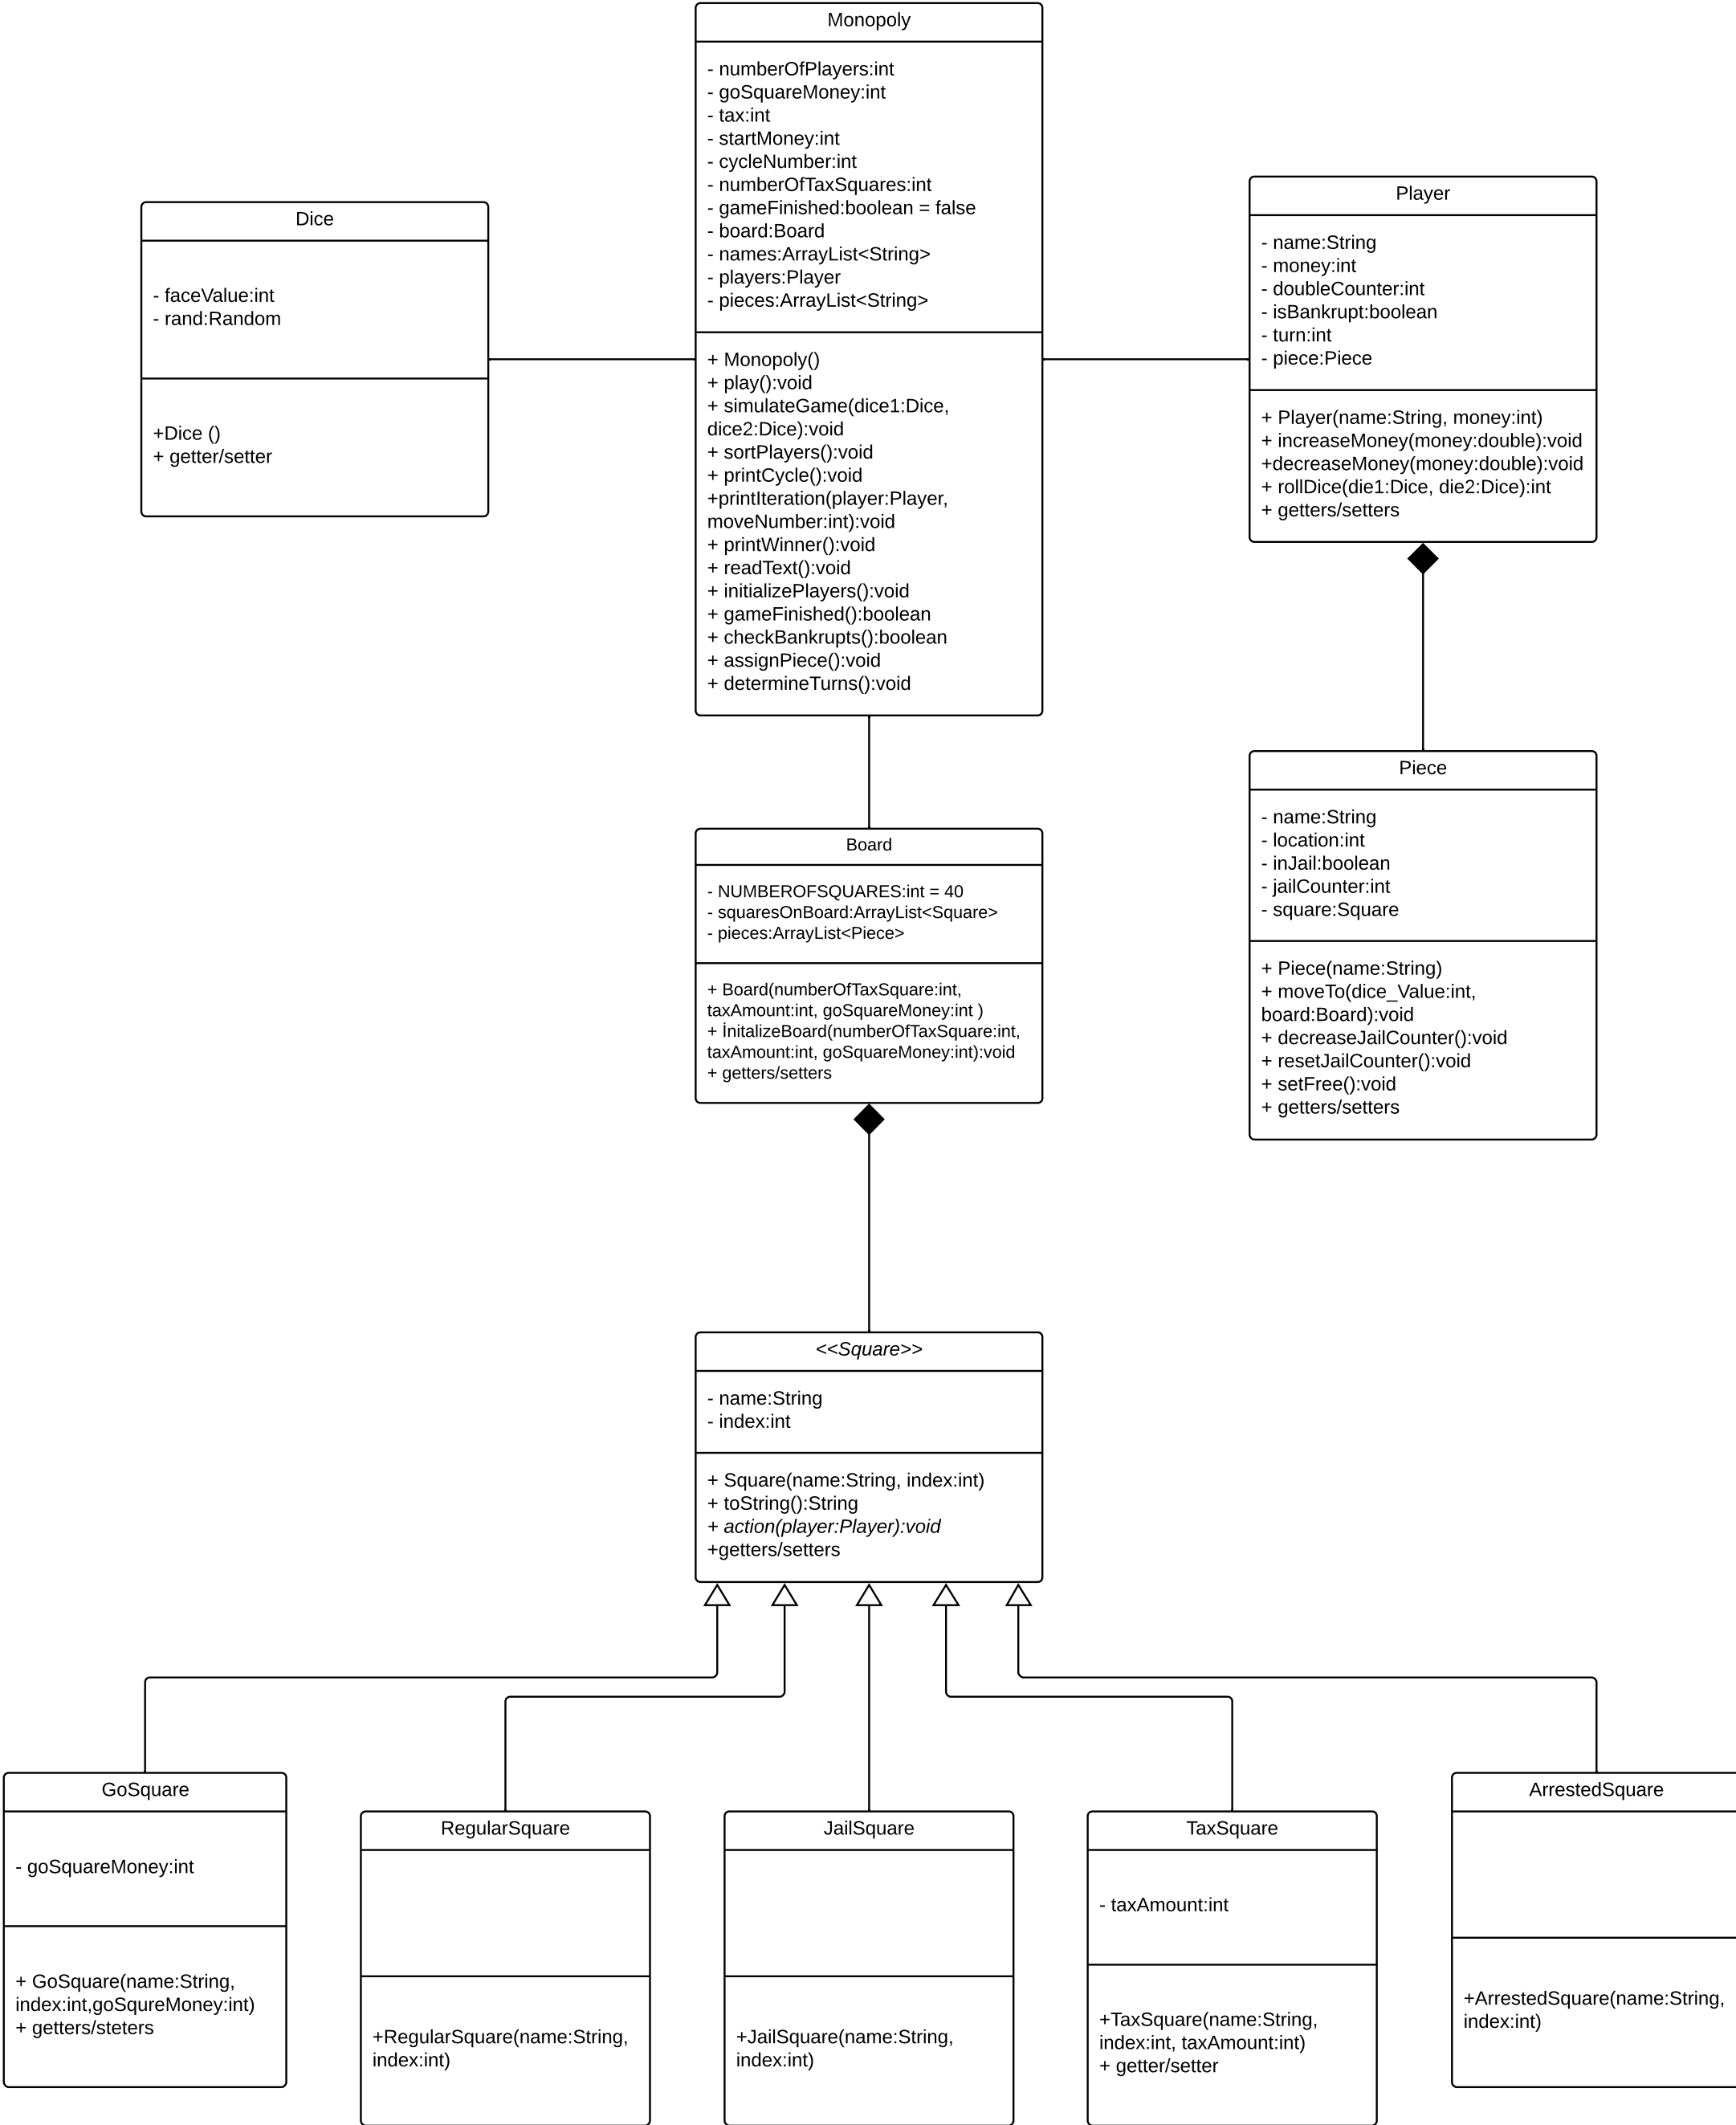 Monopoly
- numberOfPlayers:int
- goSquareMoney:int
- tax:int
- startMoney:int
- cycleNumber:int
- numberOfTaxSquares:int
- gameFinished:boolean = false
- board:Board
- names:ArrayList<String>
- players:Player
- pieces:ArrayList<String>
+ Monopoly()
+ play():void
+ simulateGame(dice1:Dice,
dice2:Dice):void
+ sortPlayers():void
+ printCycle():void
+printIteration(player:Player,
moveNumber:int):void
+ printWinner():void
+ readText():void
+ initializePlayers():void
+ gameFinished():boolean
+ checkBankrupts():boolean
+ assignPiece():void
+ determineTurns():void
Dice
- faceValue:int
- rand:Random
+Dice ()
+ getter/setter
Player
- name:String
- money:int
- doubleCounter:int
- isBankrupt:boolean
- turn:int
- piece:Piece
+ Player(name:String, money:int)
+ increaseMoney(money:double):void
+decreaseMoney(money:double):void
+ rollDice(die1:Dice, die2:Dice):int
+ getters/setters
Piece
- name:String
- location:int
- inJail:boolean
- jailCounter:int
- square:Square
+ Piece(name:String)
+ moveTo(dice_Value:int,
board:Board):void
+ decreaseJailCounter():void
+ resetJailCounter():void
+ setFree():void
+ getters/setters
Board
- NUMBEROFSQUARES:int = 40
- squaresOnBoard:ArrayList<Square>
- pieces:ArrayList<Piece>
+ Board(numberOfTaxSquare:int,
taxAmount:int, goSquareMoney:int )
+ İnitalizeBoard(numberOfTaxSquare:int,
taxAmount:int, goSquareMoney:int):void
+ getters/setters
<<Square>>
- name:String
- index:int
+ Square(name:String, index:int)
+ toString():String
+ action(player:Player):void
+getters/setters
GoSquare
- goSquareMoney:int
+ GoSquare(name:String,
index:int,goSqureMoney:int)
+ getters/steters
RegularSquare
+RegularSquare(name:String,
index:int)
JailSquare
+JailSquare(name:String,
index:int)
TaxSquare
- taxAmount:int
+TaxSquare(name:String,
index:int, taxAmount:int)
+ getter/setter
ArrestedSquare
+ArrestedSquare(name:String,
index:int)